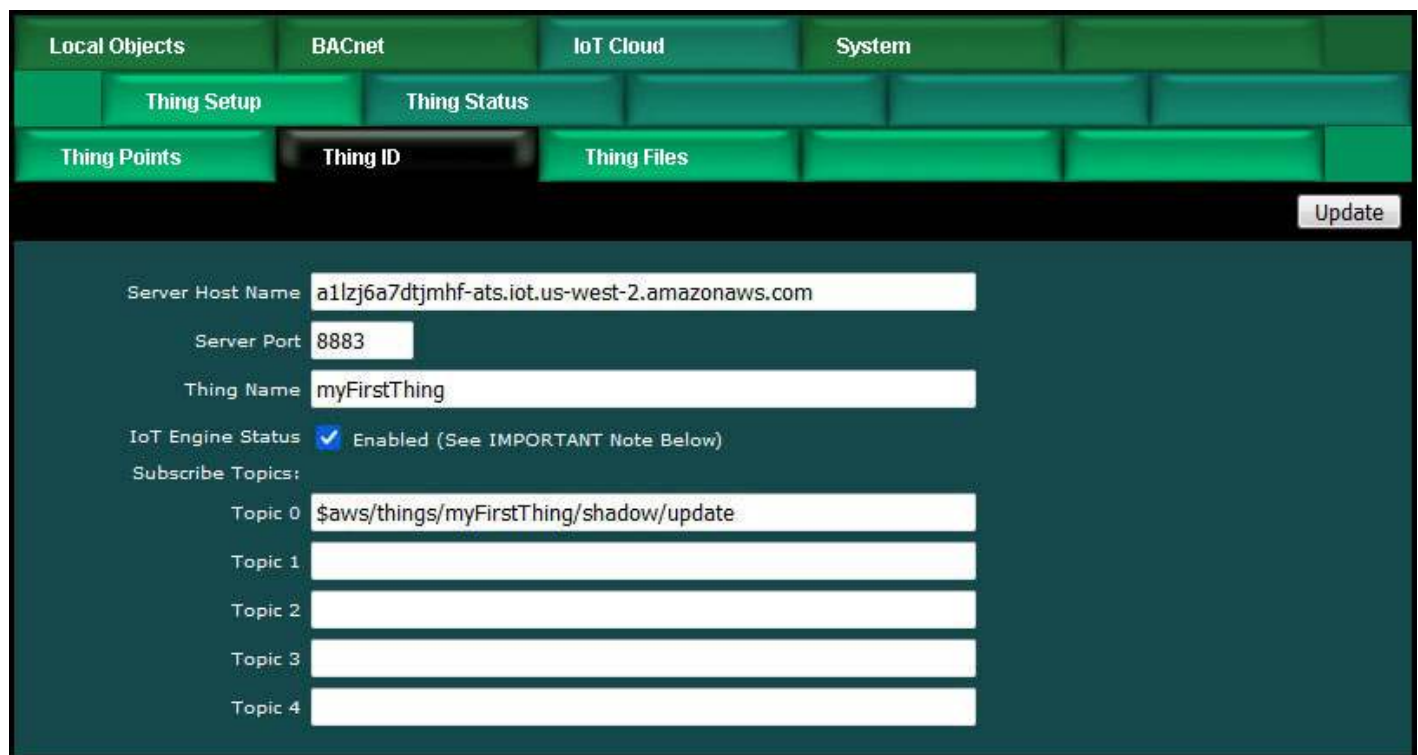 Local Objects BACnet IoT Cloud System
Thing Setup Thing Status
Thing Points Thing ID Thing Files
Update
Server Host Name a1lzj6a7dtjmhf-ats.iot.us-west-2.amazonaws.com
Server Port 8883
Thing Name myFirstThing
IoT Engine Status Enabled (See IMPORTANT Note Below)
Subscribe Topics:
Topic 0 $aws/things/myFirstThing/shadow/update
Topic 1
Topic 2
Topic 3
Topic 4